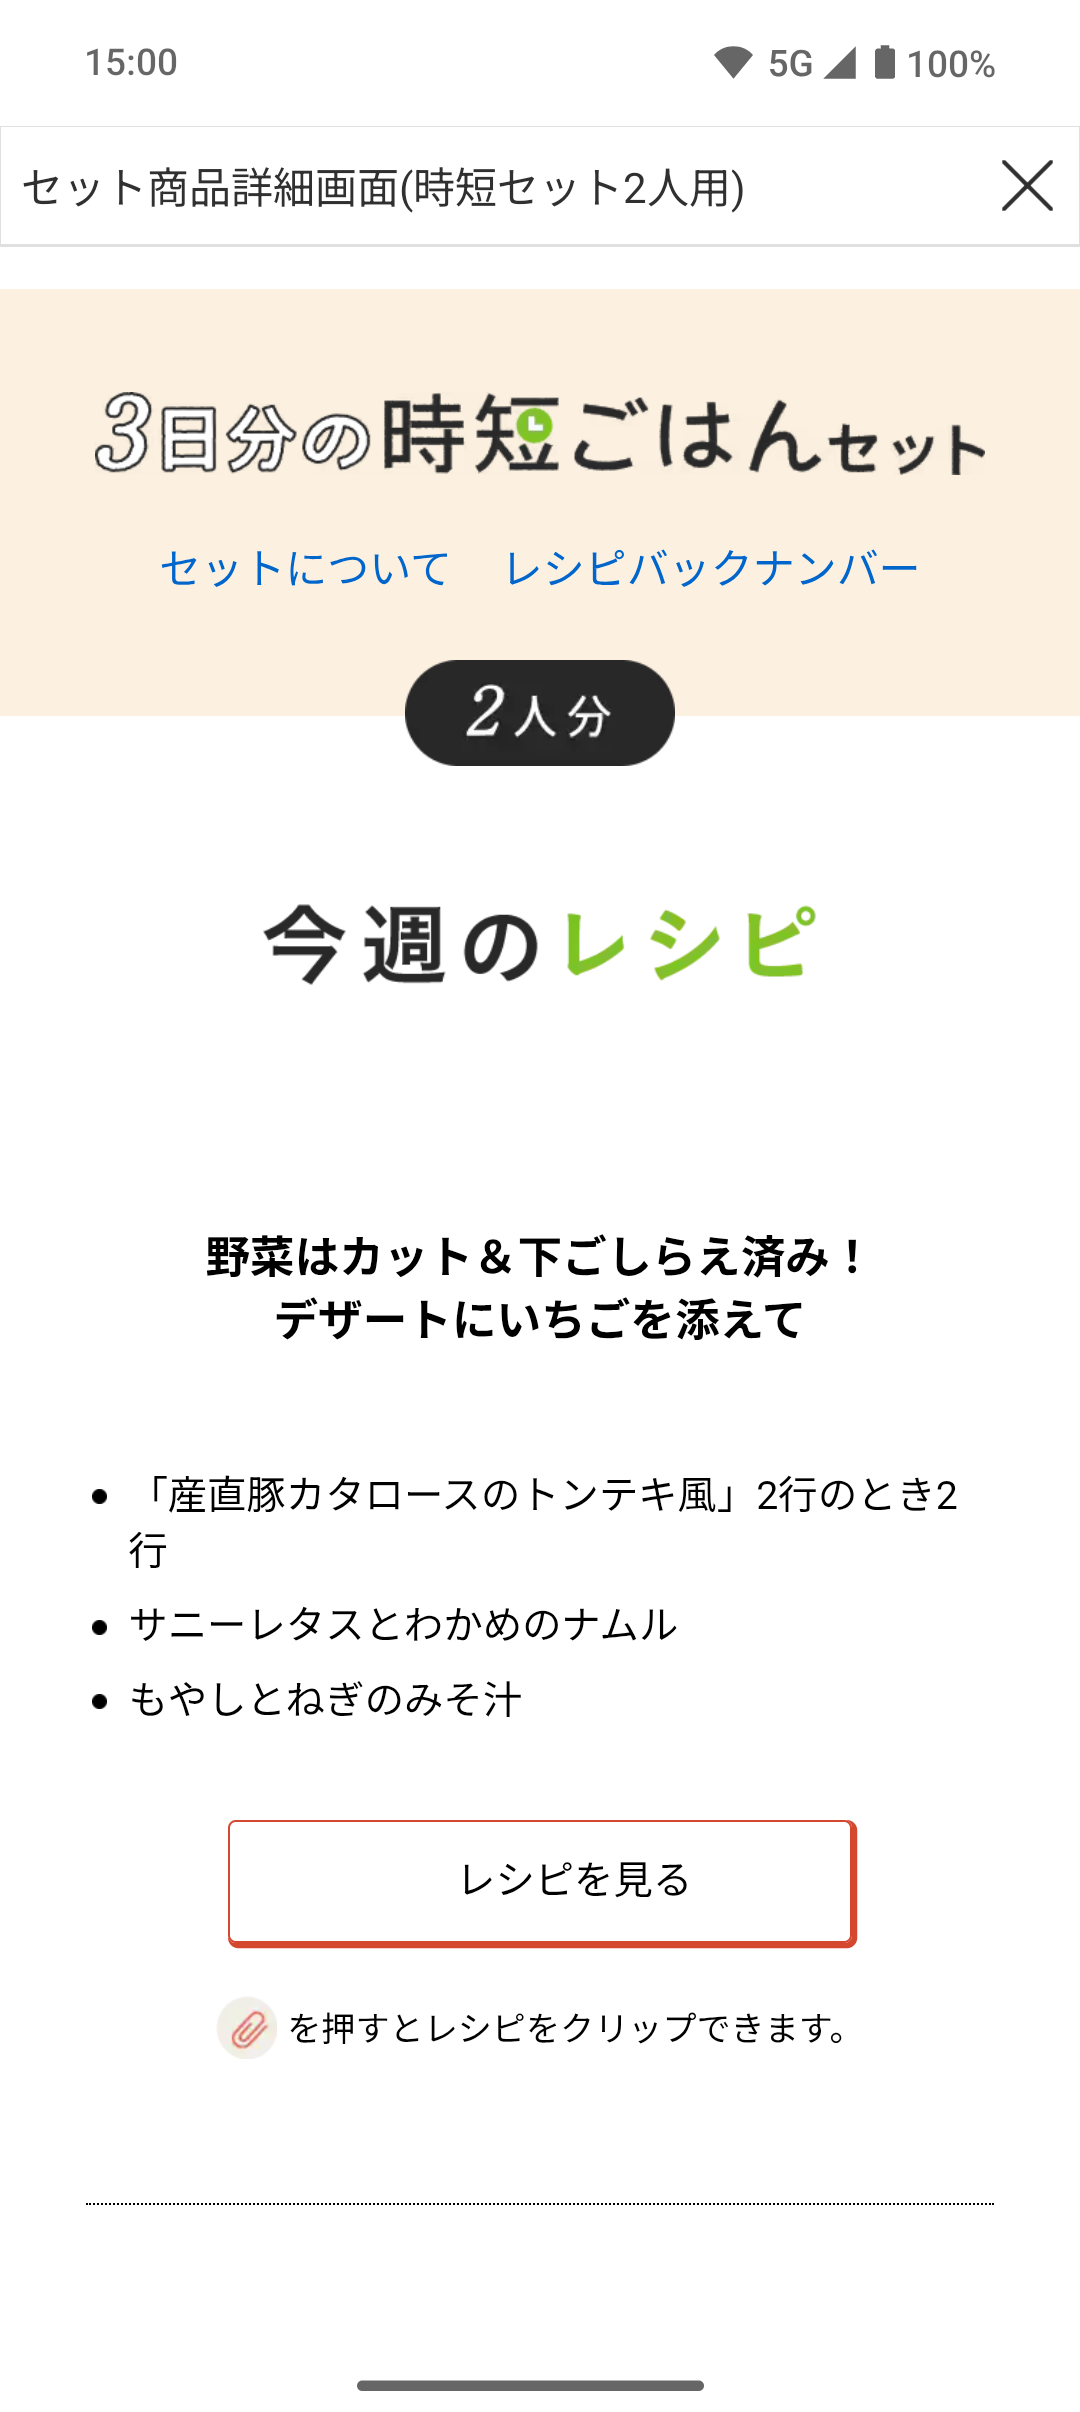 15:00 5G 100%
セット商品詳細画面(時短セット2人用)
3日分の時短ごはんセット
セットについて レシピバックナンバー
2人分
今週のレシピ
野菜はカット＆下ごしらえ済み！
デザートにいちごを添えて
「産直豚カタロースのトンテキ風」2行のとき2
行
サニーレタスとわかめのナムル
もやしとねぎのみそ汁
レシピを見る
を押すとレシピをクリップできます。